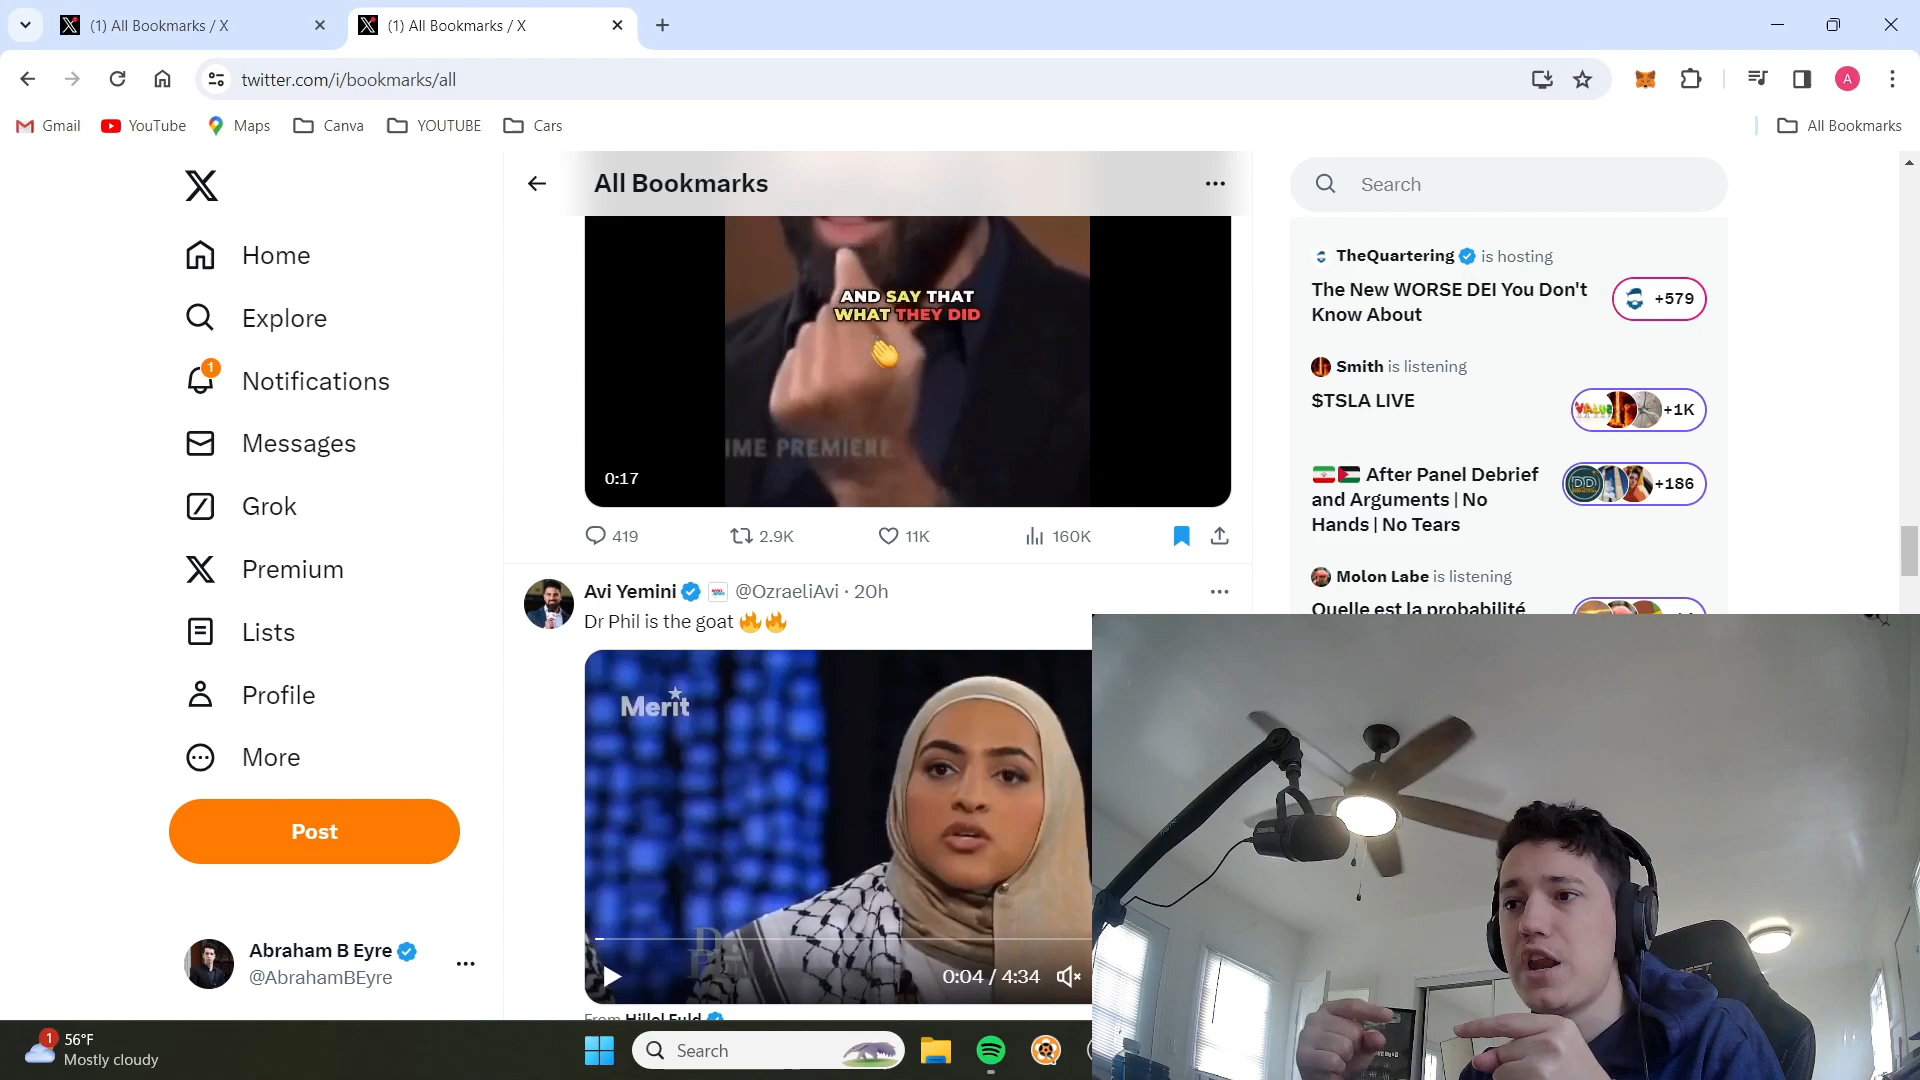 (1) All Bookmarks / X
(1) All Bookmarks / X
twitter.com/i/bookmarks/all
A
Gmail
YouTube
Maps
Canva
YOUTUBE
Cars
All Bookmarks
Home
Explore
1
Notifications
Messages
Grok
Premium
Lists
Profile
More
Post
Abraham B Eyre
@AbrahamBEyre
All Bookmarks
AND SAY THAT
WHAT THEY DID
IME PREMIERE
0:17
419
2.9K
11K
160K
Avi Yemini @OzraeliAvi · 20h
Dr Phil is the goat 🔥🔥
Merit
0:04 / 4:34
From Hillel Fuld
Search
TheQuartering is hosting
The New WORSE DEI You Don't
Know About
+579
Smith is listening
$TSLA LIVE
+1K
🇮🇷🇵🇸 After Panel Debrief
and Arguments | No
Hands | No Tears
+186
Molon Labe is listening
Quelle est la probabilité
1
56°F
Mostly cloudy
Search